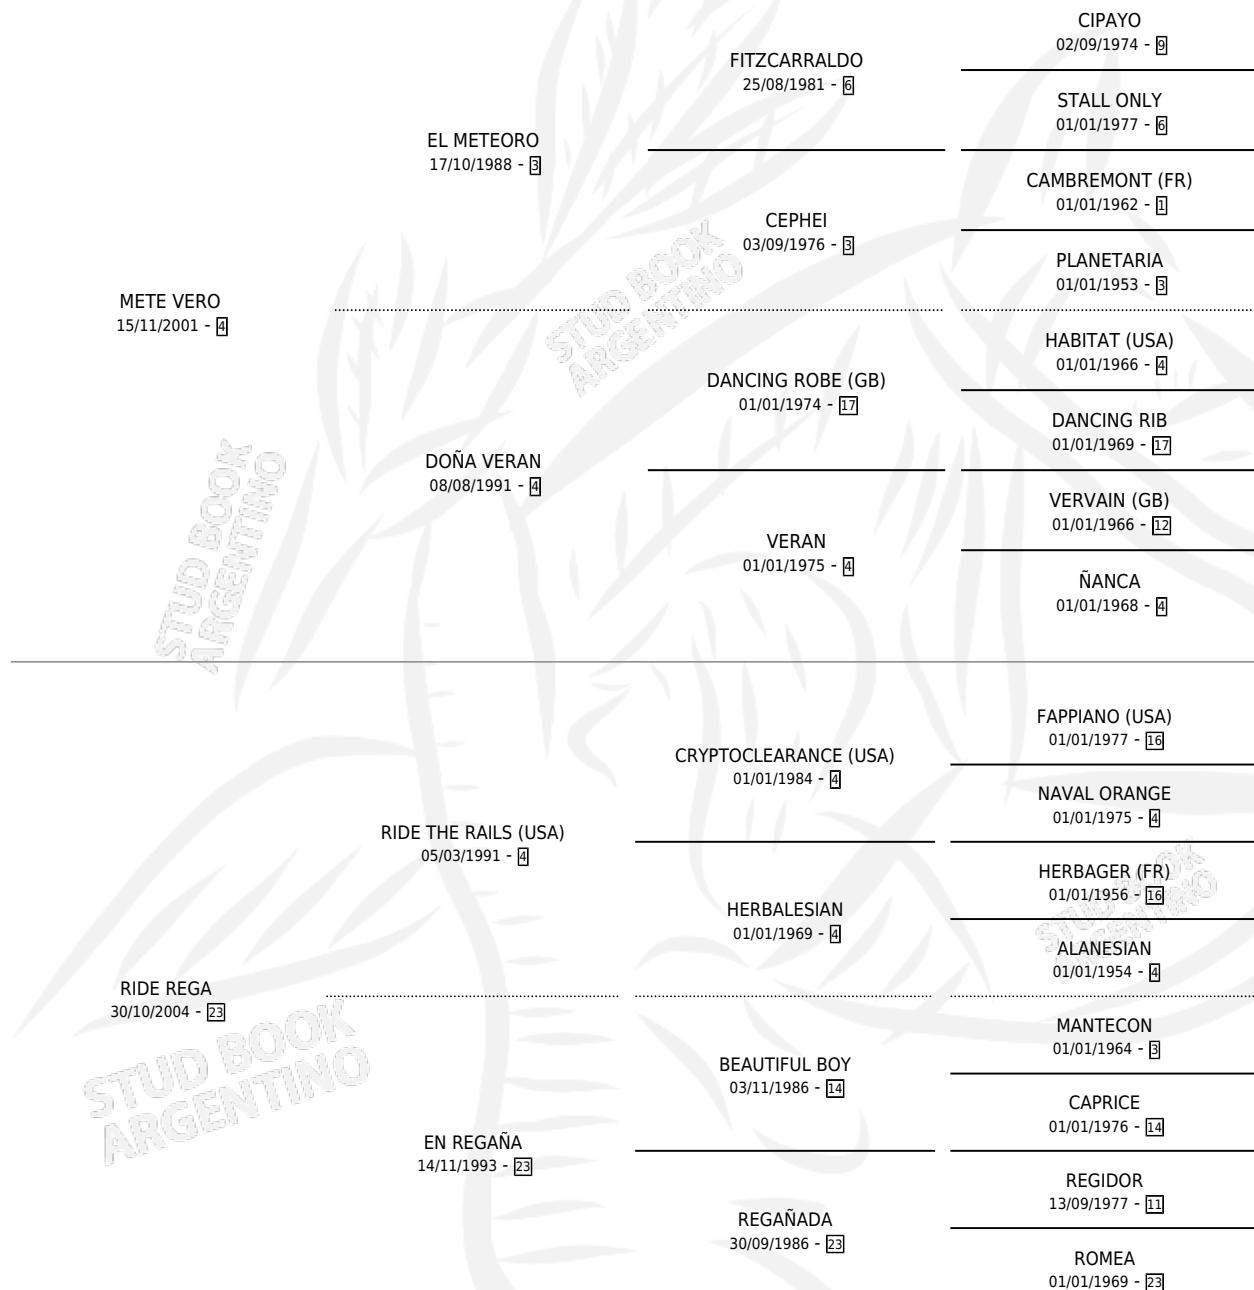 CIPAYO
02/09/1974 - 9
FITZCARRALDO
25/08/1981 - 6
STALL ONLY
01/01/1977 - 6
EL METEORO
17/10/1988 - 3
CAMBREMONT (FR)
01/01/1962 - 1
CEPHEI
03/09/1976 - 3
PLANETARIA
01/01/1953 - 3
METE VERO
15/11/2001 - 4
HABITAT (USA)
01/01/1966 - 4
DANCING ROBE (GB)
01/01/1974 - 17
DANCING RIB
01/01/1969 - 17
DOÑA VERAN
08/08/1991 - 4
VERVAIN (GB)
01/01/1966 - 12
VERAN
01/01/1975 - 4
ÑANCA
01/01/1968 - 4
FAPPIANO (USA)
01/01/1977 - 16
CRYPTOCLEARANCE (USA)
01/01/1984 - 4
NAVAL ORANGE
01/01/1975 - 4
RIDE THE RAILS (USA)
05/03/1991 - 4
HERBAGER (FR)
01/01/1956 - 16
HERBALESIAN
01/01/1969 - 4
ALANESIAN
01/01/1954 - 4
RIDE REGA
30/10/2004 - 23
MANTECON
01/01/1964 - 3
BEAUTIFUL BOY
03/11/1986 - 14
CAPRICE
01/01/1976 - 14
EN REGAÑA
14/11/1993 - 23
REGIDOR
13/09/1977 - 11
REGAÑADA
30/09/1986 - 23
ROMEA
01/01/1969 - 23
STUD BOOK
ARGENTINO
STUD BOOK
ARGENTINO
STUD BOOK
ARGENTINO
STUD BOOK
ARGENTINO